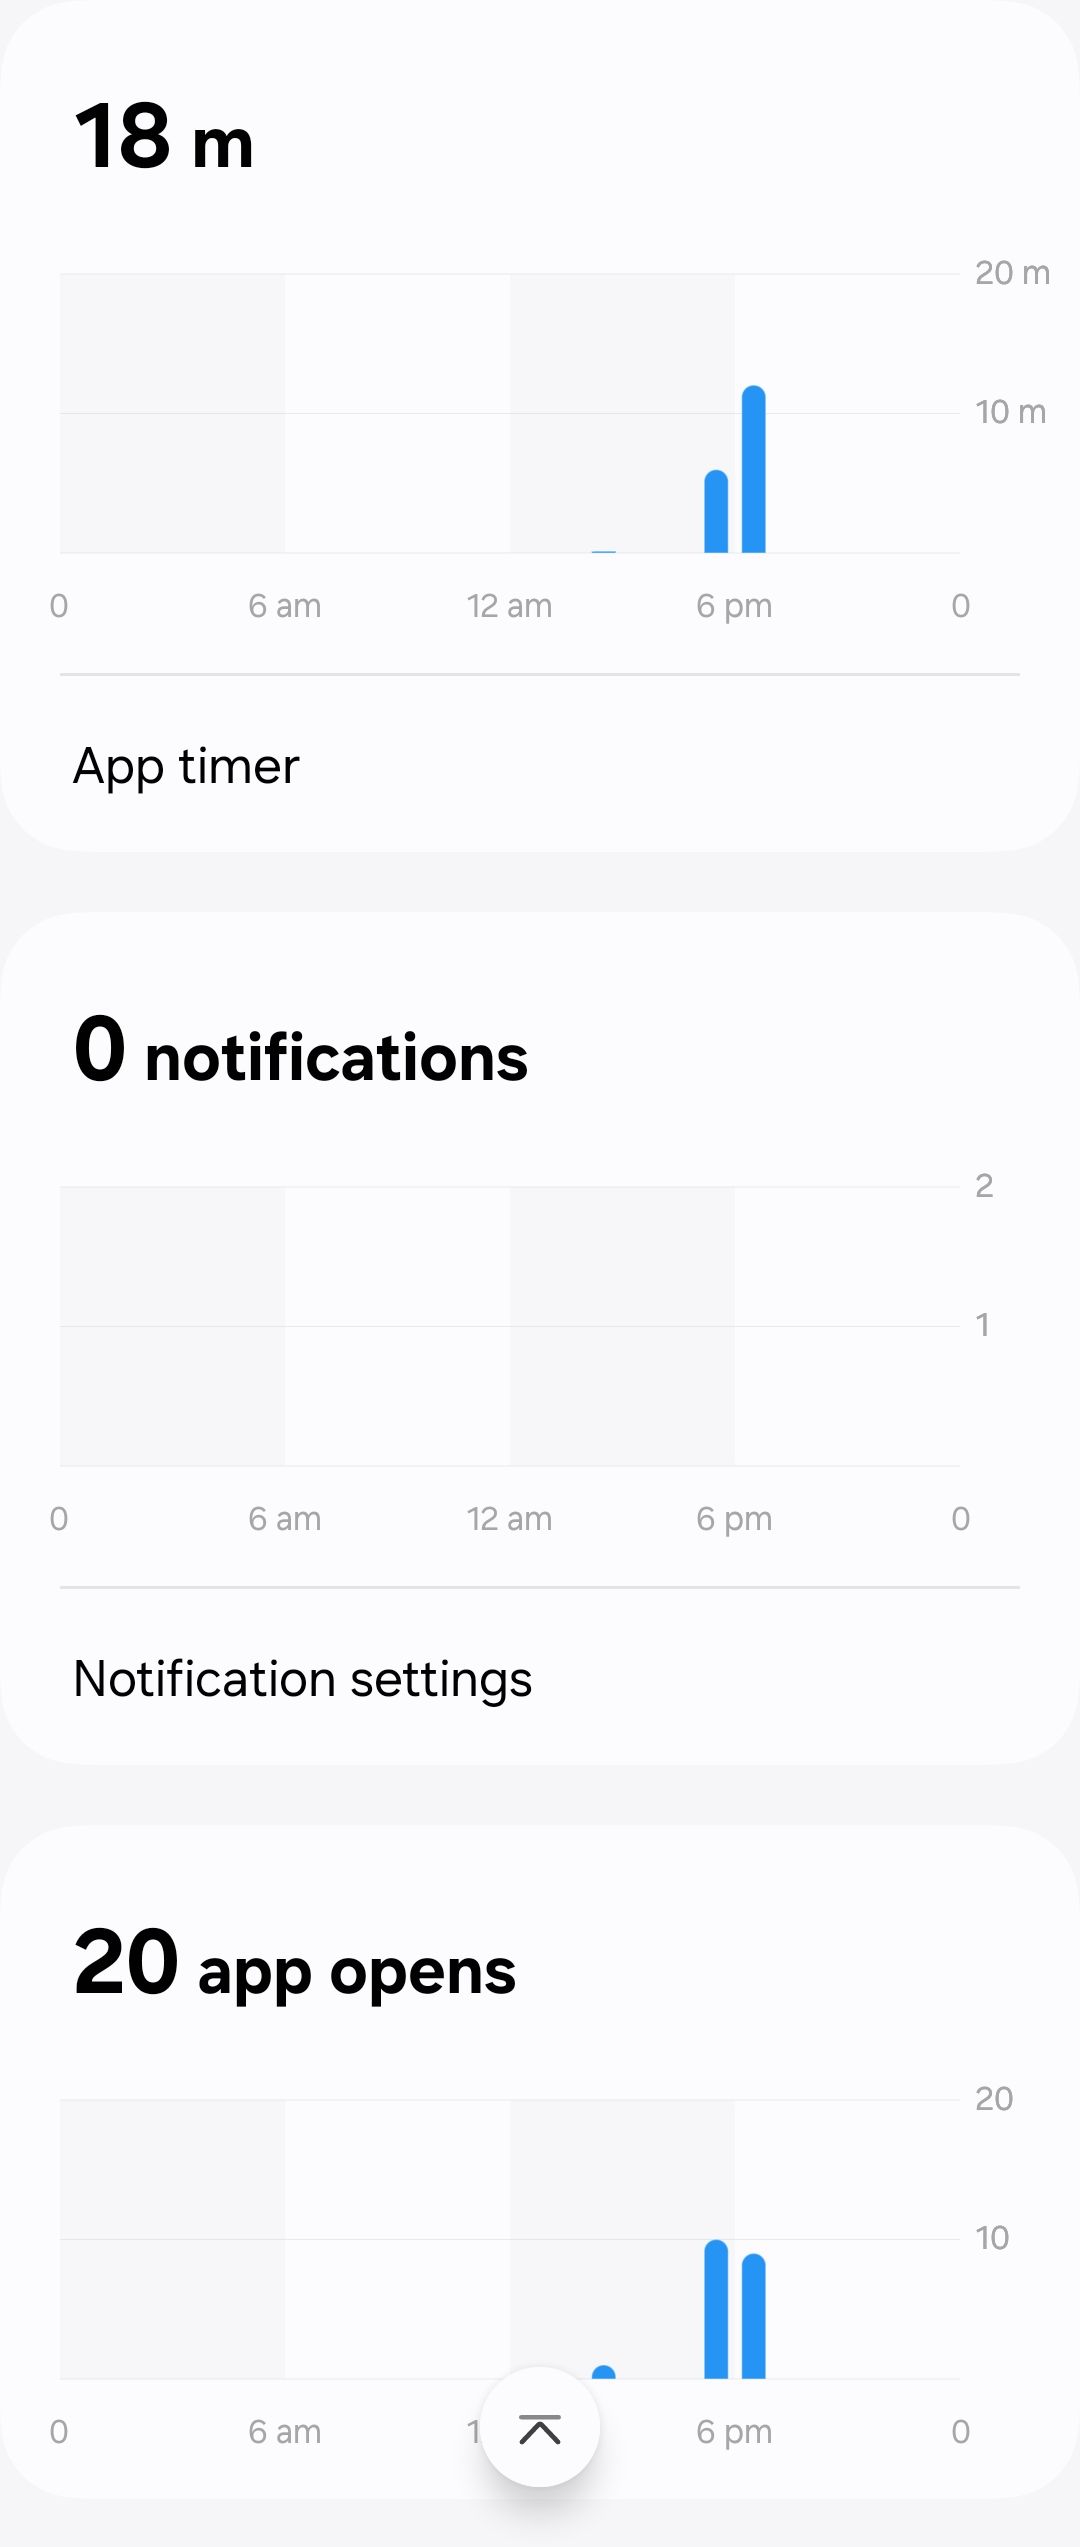 18 m
20 m
10 m
0 6 am 12 am 6 pm 0
App timer
0 notifications
2
1
0 6 am 12 am 6 pm 0
Notification settings
20 app opens
20
10
0 6 am 6 pm 0